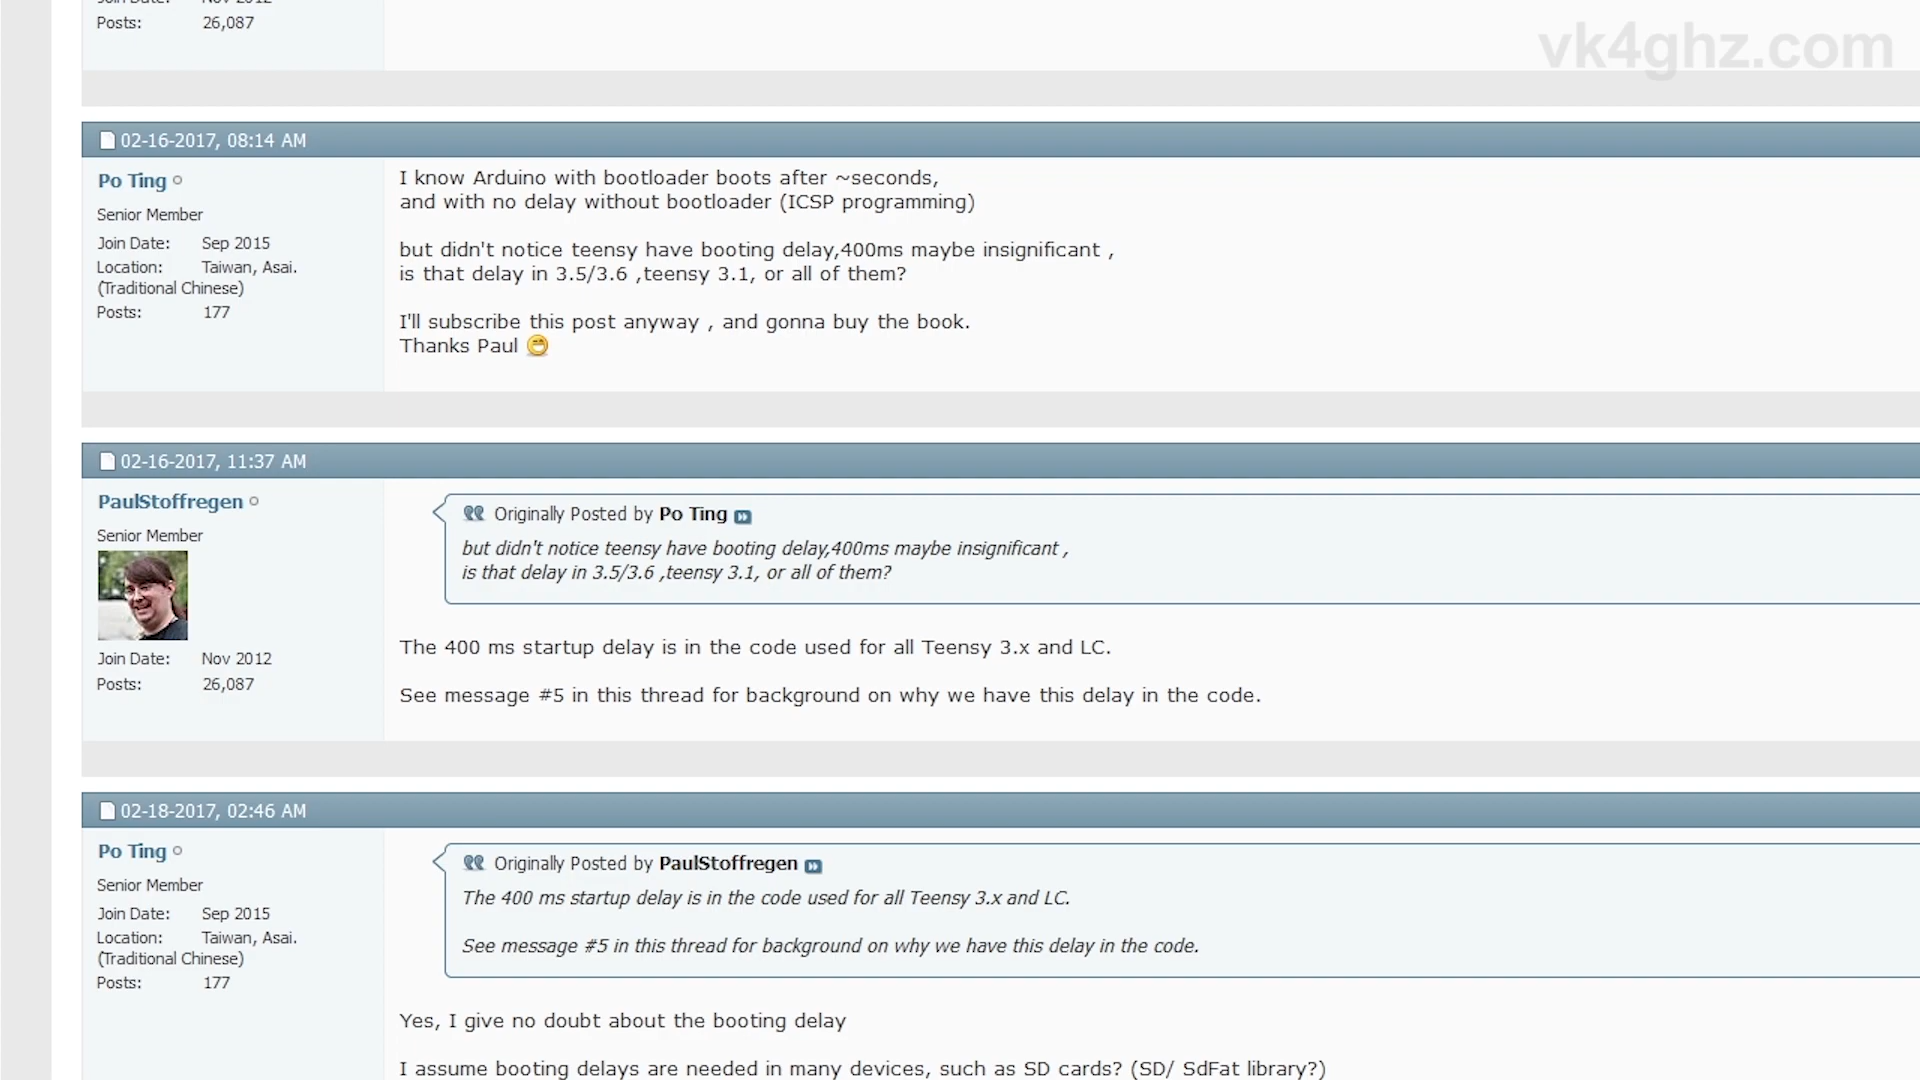 Join Date: Nov 2012
Posts: 26,087
vk4ghz.com
02-16-2017, 08:14 AM
Po Ting
Senior Member
Join Date: Sep 2015
Location: Taiwan, Asai.
(Traditional Chinese)
Posts: 177
I know Arduino with bootloader boots after ~seconds,
and with no delay without bootloader (ICSP programming)
but didn't notice teensy have booting delay,400ms maybe insignificant ,
is that delay in 3.5/3.6 ,teensy 3.1, or all of them?
I'll subscribe this post anyway , and gonna buy the book.
Thanks Paul
02-16-2017, 11:37 AM
PaulStoffregen
Senior Member
Join Date: Nov 2012
Posts: 26,087
Originally Posted by Po Ting
but didn't notice teensy have booting delay,400ms maybe insignificant ,
is that delay in 3.5/3.6 ,teensy 3.1, or all of them?
The 400 ms startup delay is in the code used for all Teensy 3.x and LC.
See message #5 in this thread for background on why we have this delay in the code.
02-18-2017, 02:46 AM
Po Ting
Senior Member
Join Date: Sep 2015
Location: Taiwan, Asai.
(Traditional Chinese)
Posts: 177
Originally Posted by PaulStoffregen
The 400 ms startup delay is in the code used for all Teensy 3.x and LC.
See message #5 in this thread for background on why we have this delay in the code.
Yes, I give no doubt about the booting delay
I assume booting delays are needed in many devices, such as SD cards? (SD/ SdFat library?)